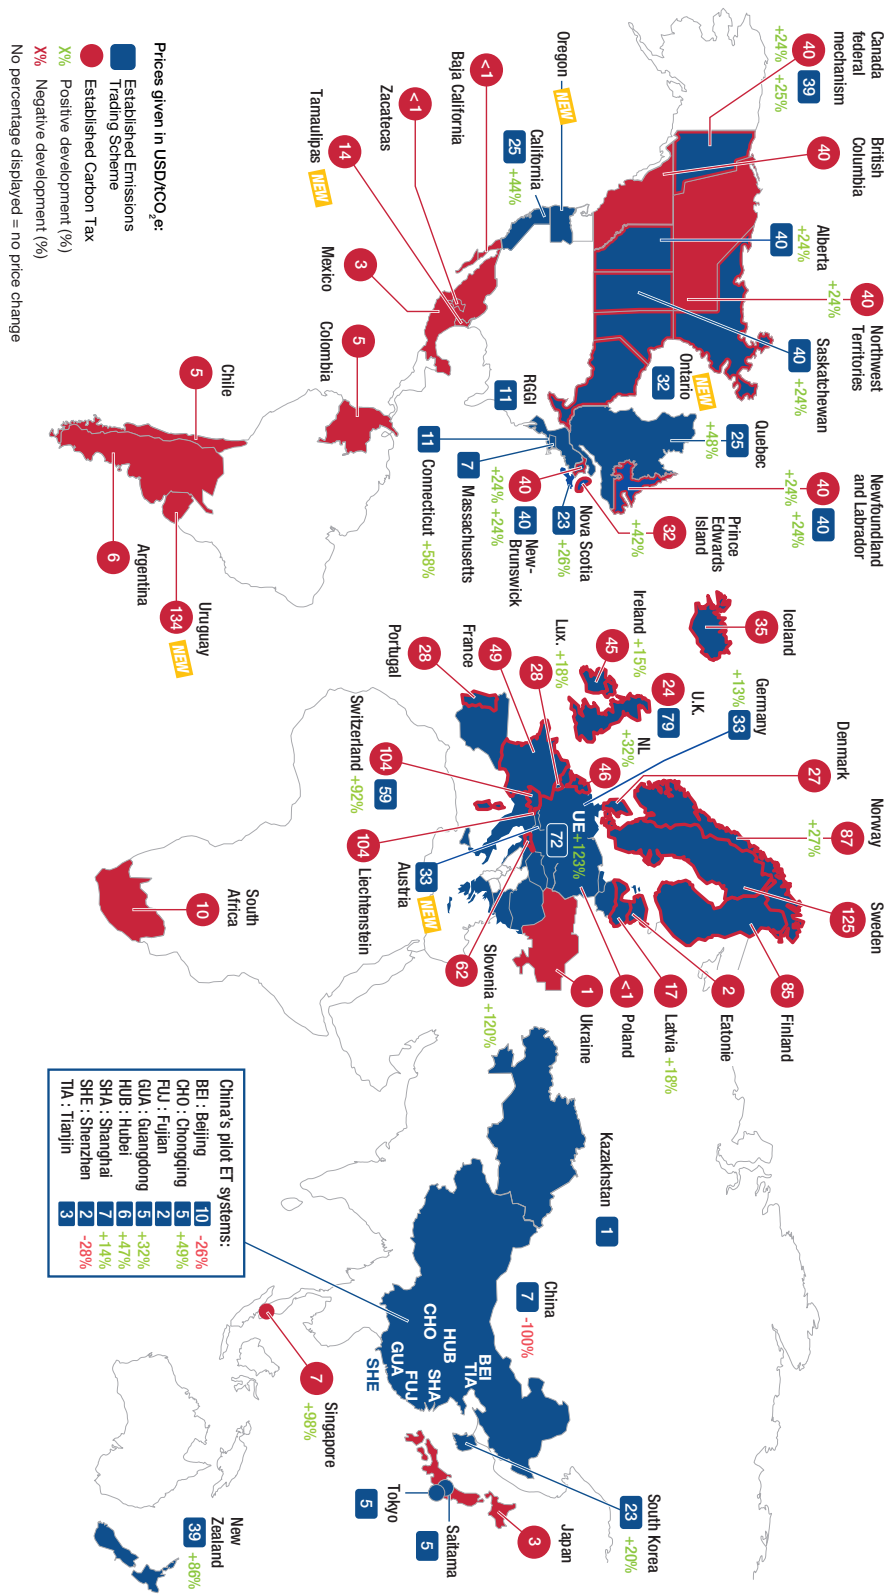 Canada
federal
mechanism
40 39
+24% +25%
British
Columbia
40
Alberta
+24%
40
Northwest
Territories
40
+24%
Saskatchewan
40 +24%
NEW
Ontario
32
Quebec
25
+48%
Newfoundland
and Labrador
40 40
+24% +24%
Prince
Edwards
Island
32
+42%
Nova Scotia
23 +26%
New-
Brunswick
40 40
+24% +24%
7 Massachusetts
11 Connecticut +58%
RGGI
11
Oregon NEW
California
25 +44%
<1
Baja California
<1
Zacatecas
14
Tamaulipas NEW
3
Mexico
5
Colombia
Chile
5
6
Argentina
Uruguay
134 NEW
Iceland
35
Germany
+13% 33
U.K.
24 79
NL
+32%
46
Ireland +15%
45
Lux. +18%
28
France
49
Portugal
28
Denmark
27
Norway
87
+27%
Sweden
125
85 Finland
2 Eatonie
17 Latvia +18%
<1 Poland
1 Ukraine
UE +123%
72
104 59
Switzerland +92%
104 Liechtenstein
33
Austria NEW
62
Slovenia +120%
South
Africa
10
Kazakhstan 1
China
7 -100%
BEI
TIA
HUB
CHO
SHA
FUJ
GUA
SHE
South Korea
23 +20%
Japan
3
Saitama
5
Tokyo
5
7 Singapore
+98%
New
Zealand
39 +86%
China's pilot ET systems:
BEI : Beijing 10 -26%
CHO : Chongqing 5 +49%
FUJ : Fujian 2
GUA : Guangdong 5 +32%
HUB : Hubei 6 +47%
SHA : Shanghai 7 +14%
SHE : Shenzhen 2 -28%
TIA : Tianjin 3
Prices given in USD/tCO2e:
Established Emissions
Trading Scheme
Established Carbon Tax
X% Positive development (%)
X% Negative development (%)
No percentage displayed = no price change